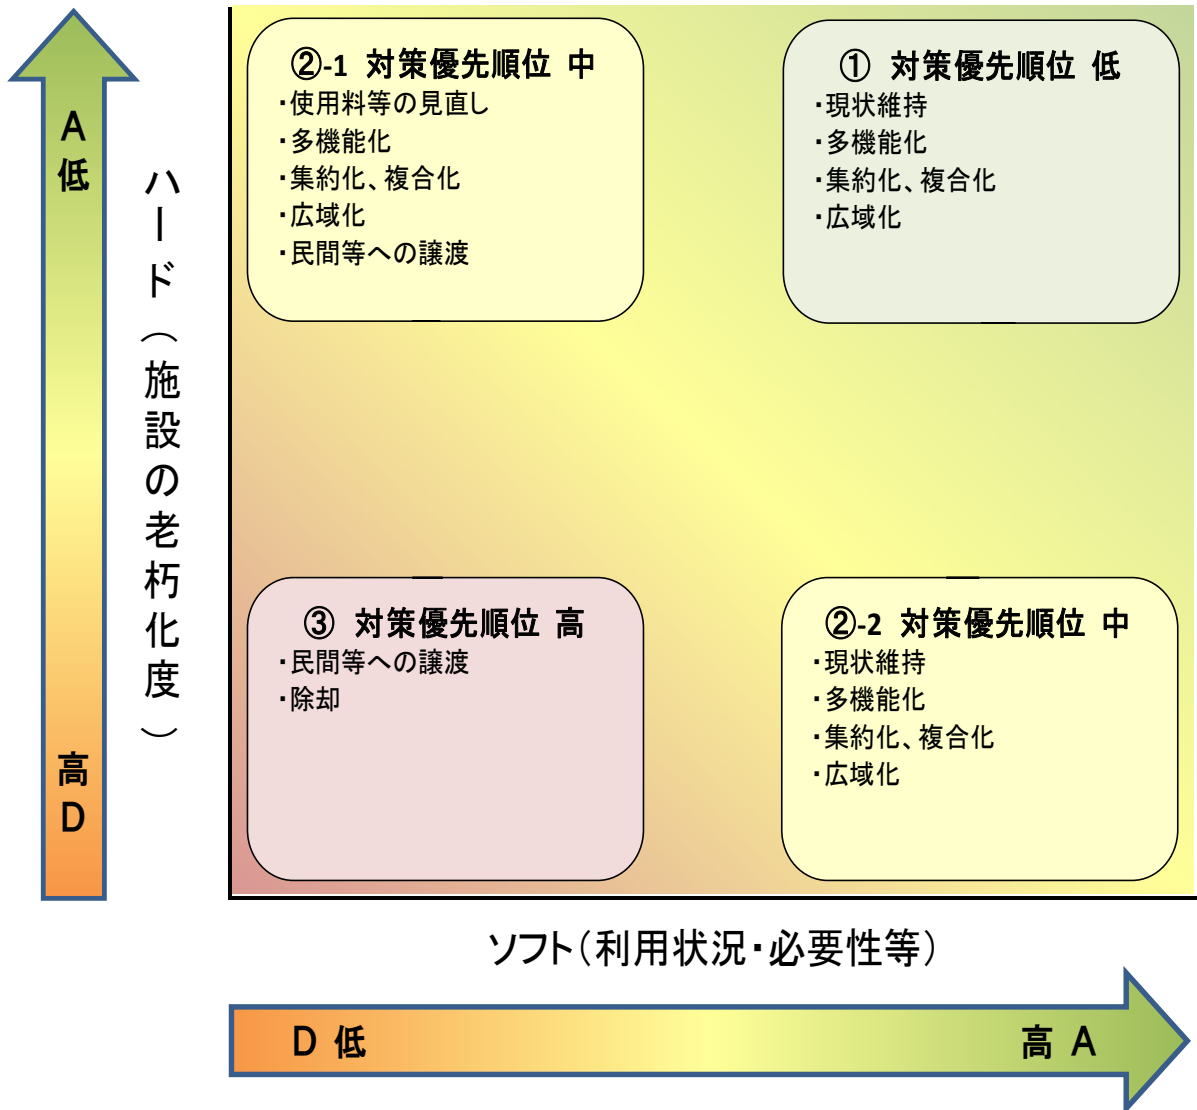 ②-1 対策優先順位 中
・使用料等の見直し
・多機能化
・集約化、複合化
・広域化
・民間等への譲渡
① 対策優先順位 低
・現状維持
・多機能化
・集約化、複合化
・広域化
A
低
ハード（施設の老朽化度）
高
D
③ 対策優先順位 高
・民間等への譲渡
・除却
②-2 対策優先順位 中
・現状維持
・多機能化
・集約化、複合化
・広域化
ソフト（利用状況・必要性等）
D 低
高 A